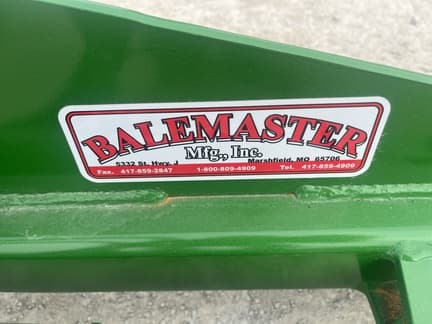 BALEMASTER
Mfg., Inc.
5332 St. Hwy. J Marshfield, MO 65706
Fax. 417-859-2847 1-800-809-4909 Tel. 417-859-4909